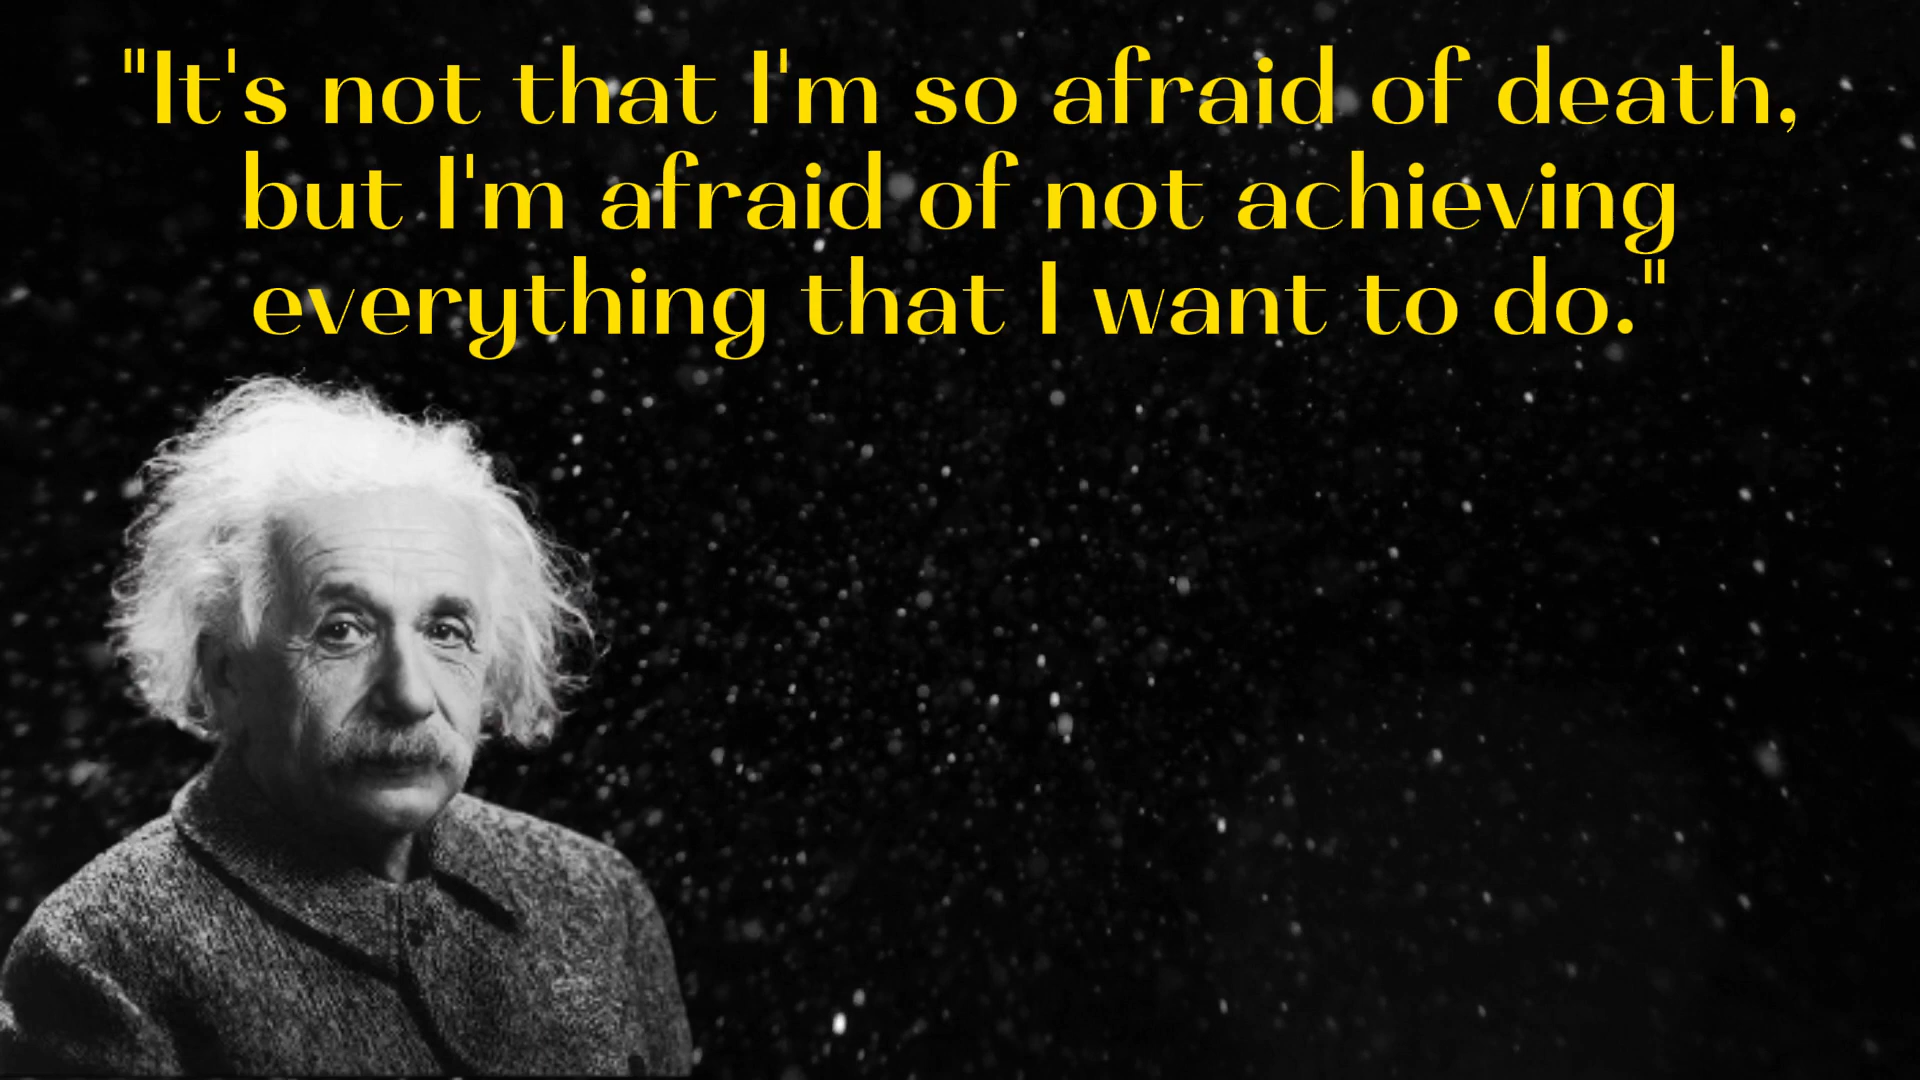 "It's not that I'm so afraid of death,
but I'm afraid of not achieving
everything that I want to do."